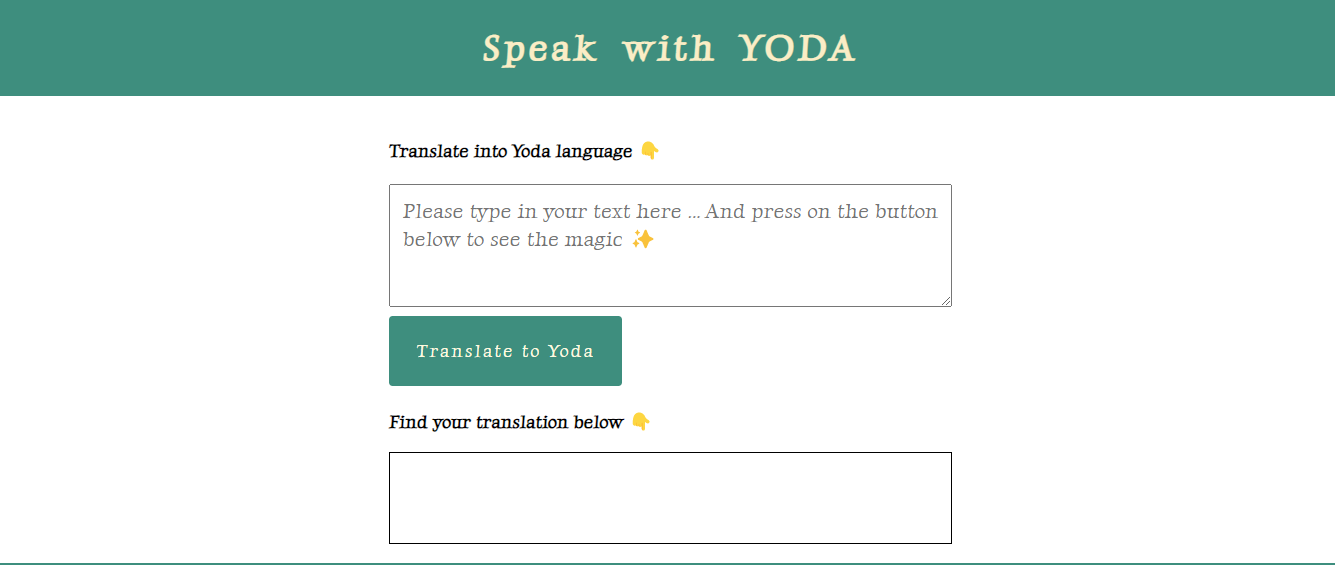 Speak with YODA
Translate into Yoda language 👇
Please type in your text here ... And press on the button
below to see the magic ✨
Translate to Yoda
Find your translation below 👇